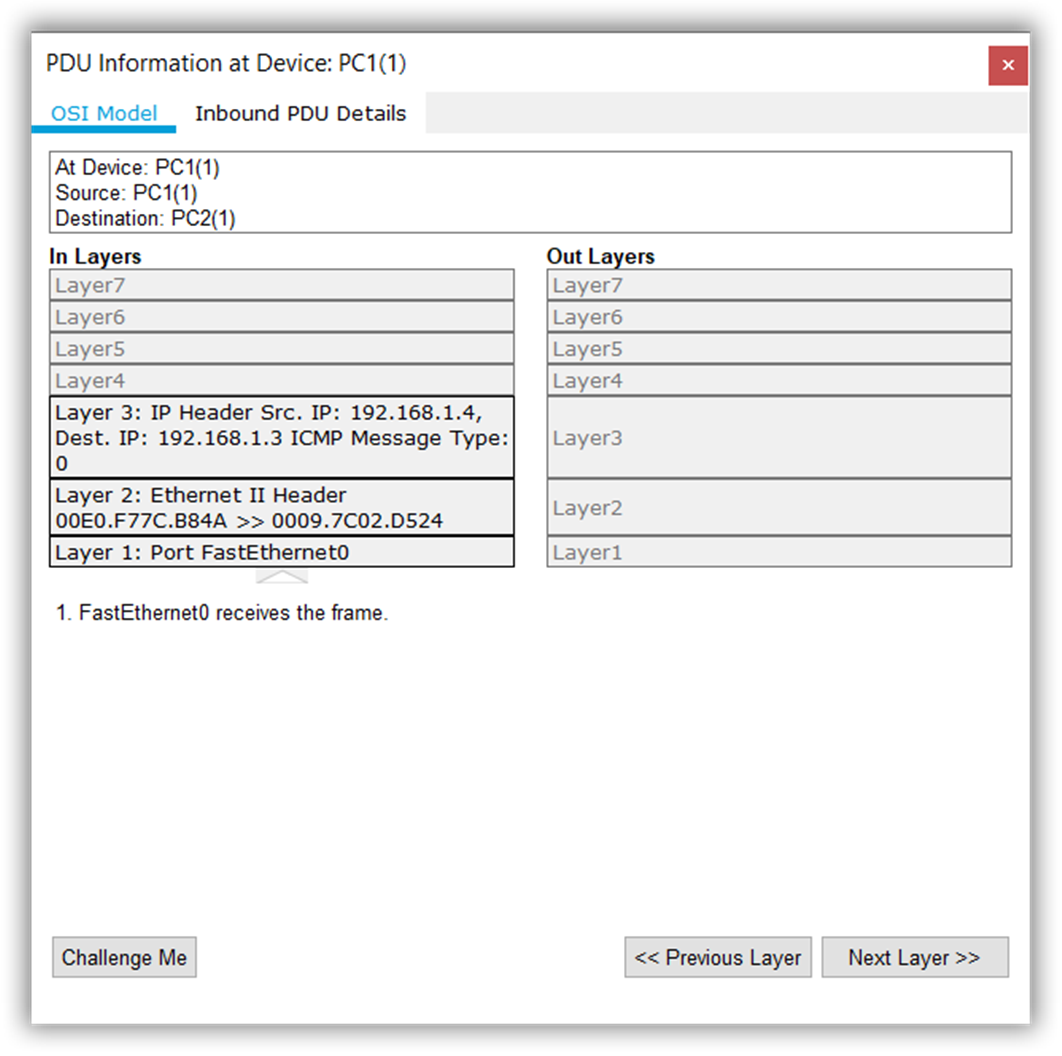 PDU Information at Device: PC1(1)
×
OSI Model
Inbound PDU Details
At Device: PC1(1)
Source: PC1(1)
Destination: PC2(1)
In Layers
Layer7
Layer6
Layer5
Layer4
Layer 3: IP Header Src. IP: 192.168.1.4,
Dest. IP: 192.168.1.3 ICMP Message Type:
0
Layer 2: Ethernet II Header
00E0.F77C.B84A >> 0009.7C02.D524
Layer 1: Port FastEthernet0
Out Layers
Layer7
Layer6
Layer5
Layer4
Layer3
Layer2
Layer1
1. FastEthernet0 receives the frame.
Challenge Me
<< Previous Layer
Next Layer >>